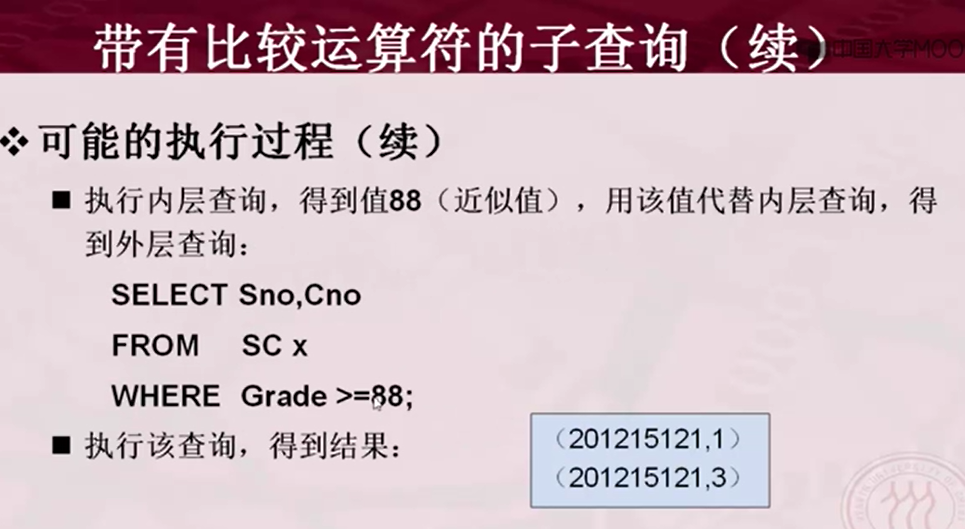 带有比较运算符的子查询（续）
中国大学MOO
可能的执行过程（续）
执行内层查询，得到值88（近似值），用该值代替内层查询，得
到外层查询：
SELECT Sno,Cno
FROM SC x
WHERE Grade >=88;
执行该查询，得到结果：
（201215121,1）
（201215121,3）